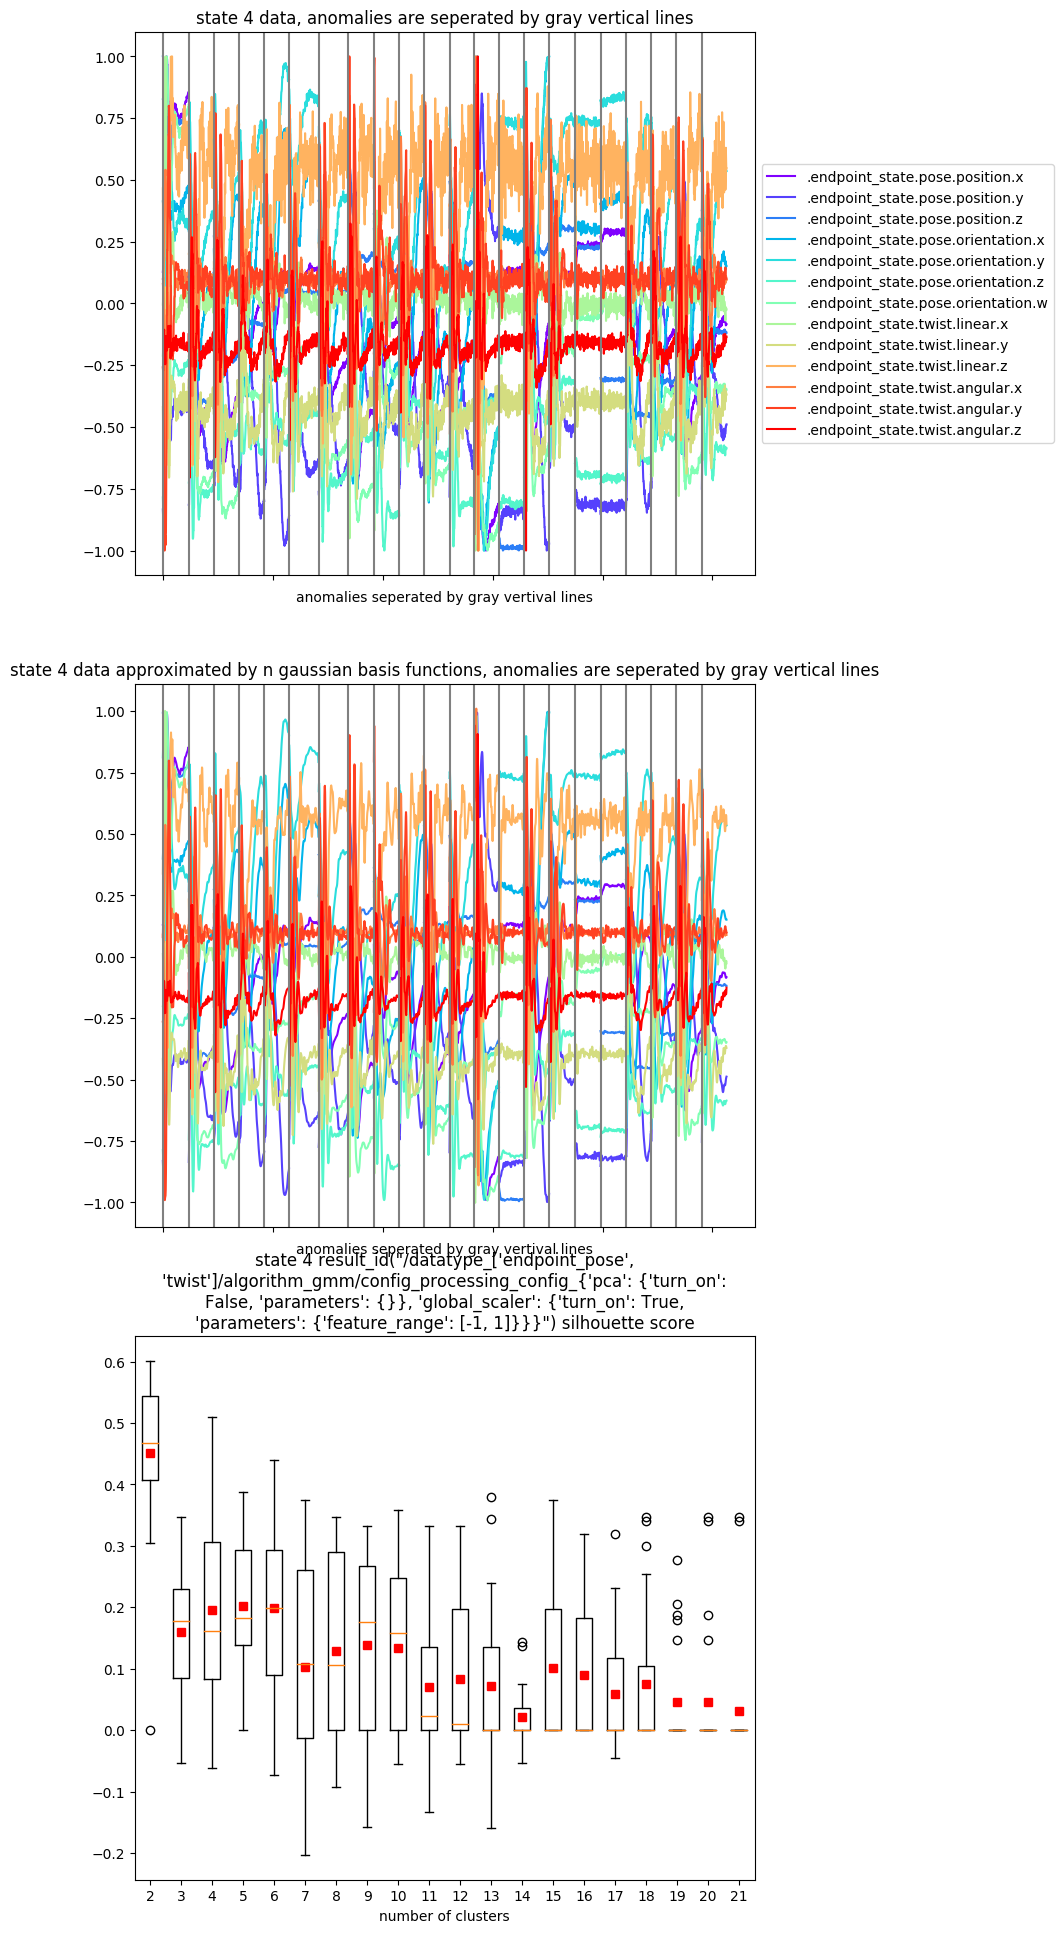 state 4 data, anomalies are seperated by gray vertical lines
1.00
0.75
0.50
0.25
0.00
−0.25
−0.50
−0.75
−1.00
anomalies seperated by gray vertival lines
.endpoint_state.pose.position.x
.endpoint_state.pose.position.y
.endpoint_state.pose.position.z
.endpoint_state.pose.orientation.x
.endpoint_state.pose.orientation.y
.endpoint_state.pose.orientation.z
.endpoint_state.pose.orientation.w
.endpoint_state.twist.linear.x
.endpoint_state.twist.linear.y
.endpoint_state.twist.linear.z
.endpoint_state.twist.angular.x
.endpoint_state.twist.angular.y
.endpoint_state.twist.angular.z
state 4 data approximated by n gaussian basis functions, anomalies are seperated by gray vertical lines
1.00
0.75
0.50
0.25
0.00
−0.25
−0.50
−0.75
−1.00
anomalies seperated by gray vertival lines
state 4 result_id("/datatype_['endpoint_pose',
'twist']/algorithm_gmm/config_processing_config_{'pca': {'turn_on':
False, 'parameters': {}}, 'global_scaler': {'turn_on': True,
'parameters': {'feature_range': [-1, 1]}}}") silhouette score
0.6
0.5
0.4
0.3
0.2
0.1
0.0
−0.1
−0.2
2 3 4 5 6 7 8 9 10 11 12 13 14 15 16 17 18 19 20 21
number of clusters